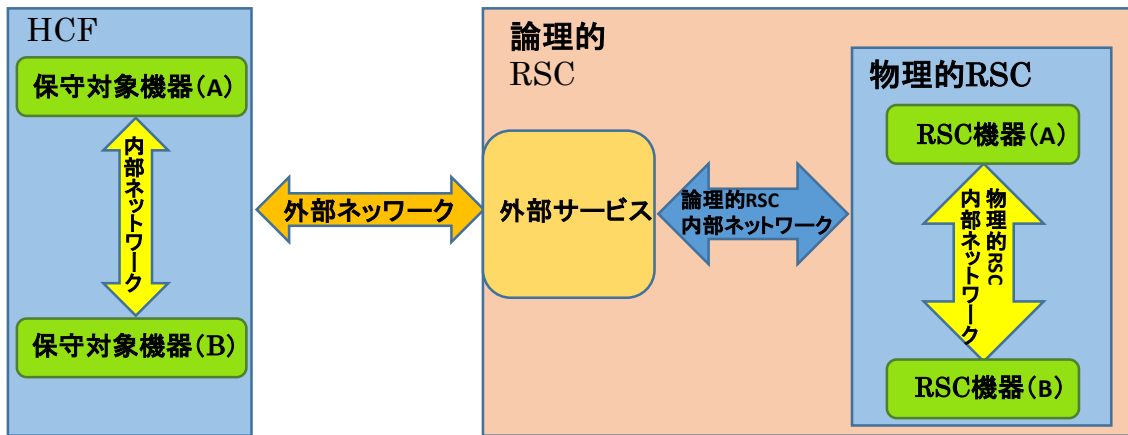 HCF
保守対象機器（A）
内部ネットワーク
保守対象機器（B）
外部ネッワーク
論理的
RSC
外部サービス
論理的RSC
内部ネットワーク
物理的RSC
RSC機器（A）
物理的RSC
内部ネットワーク
RSC機器（B）